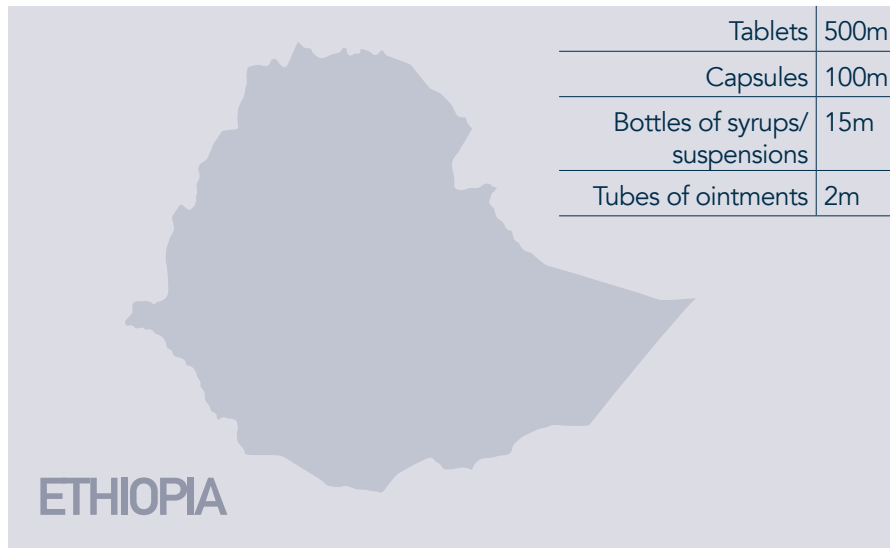 Tablets 500m
Capsules 100m
Bottles of syrups/ 15m
suspensions
Tubes of ointments 2m
ETHIOPIA